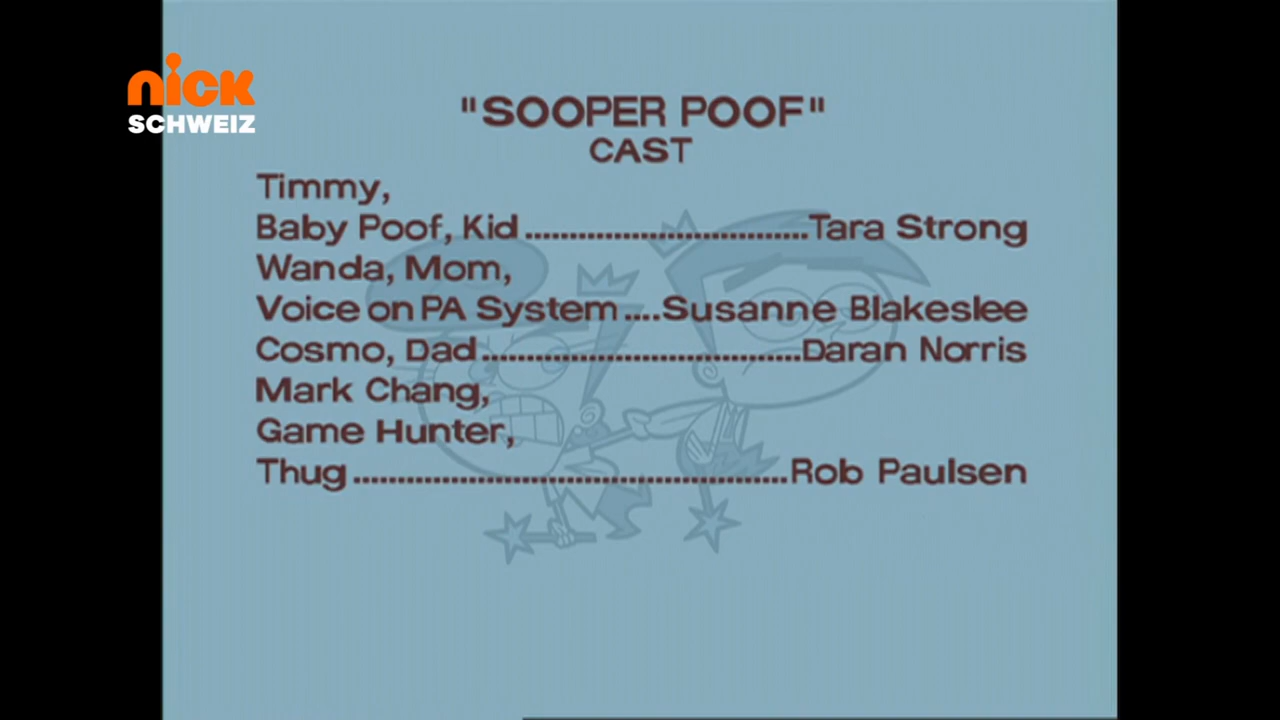 nick
SCHWEIZ
"SOOPER POOF"
CAST
Timmy,
Baby Poof, Kid................................Tara Strong
Wanda, Mom,
Voice on PA System....Susanne Blakeslee
Cosmo, Dad....................................Daran Norris
Mark Chang,
Game Hunter,
Thug.................................................Rob Paulsen